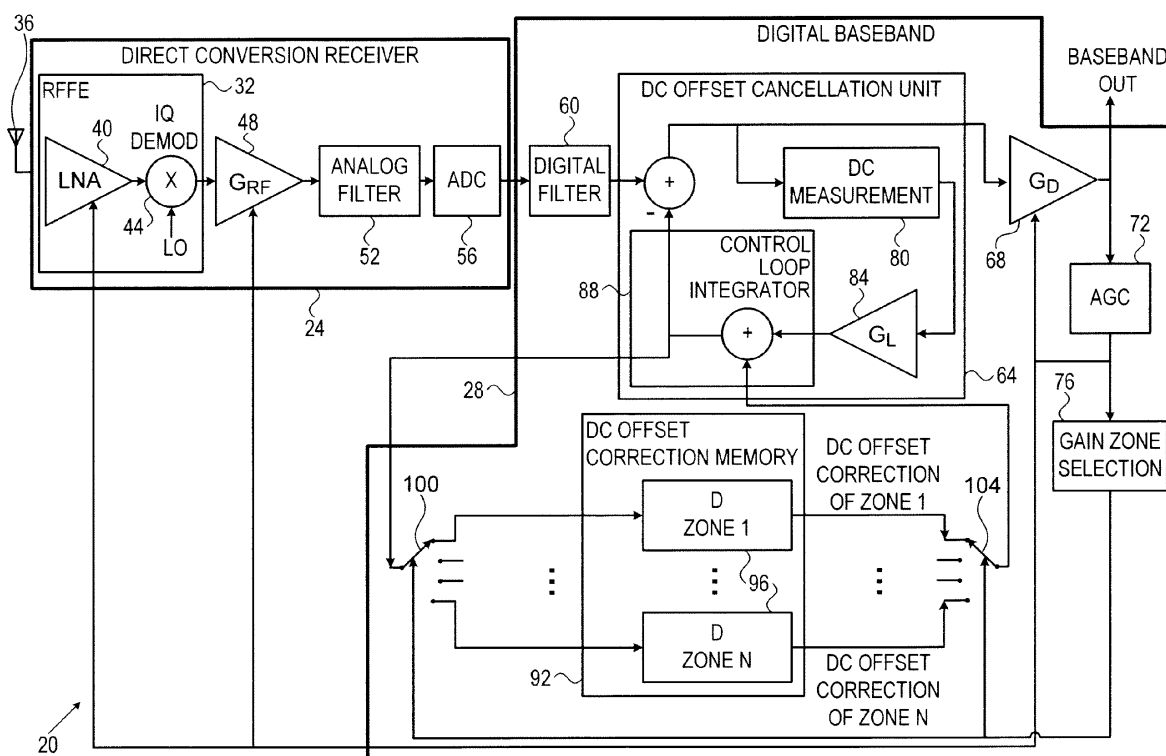 36
DIRECT CONVERSION RECEIVER
RFFE
32
40
LNA
IQ
DEMOD
X
44
LO
48
GRF
ANALOG
FILTER
52
ADC
56
24
DIGITAL BASEBAND
BASEBAND
OUT
60
DIGITAL
FILTER
DC OFFSET CANCELLATION UNIT
+
-
DC
MEASUREMENT
80
CONTROL
LOOP
INTEGRATOR
88
+
84
GL
64
GD
68
72
AGC
76
GAIN ZONE
SELECTION
28
DC OFFSET
CORRECTION MEMORY
D
ZONE 1
96
D
ZONE N
92
100
DC OFFSET
CORRECTION
OF ZONE 1
104
DC OFFSET
CORRECTION
OF ZONE N
20